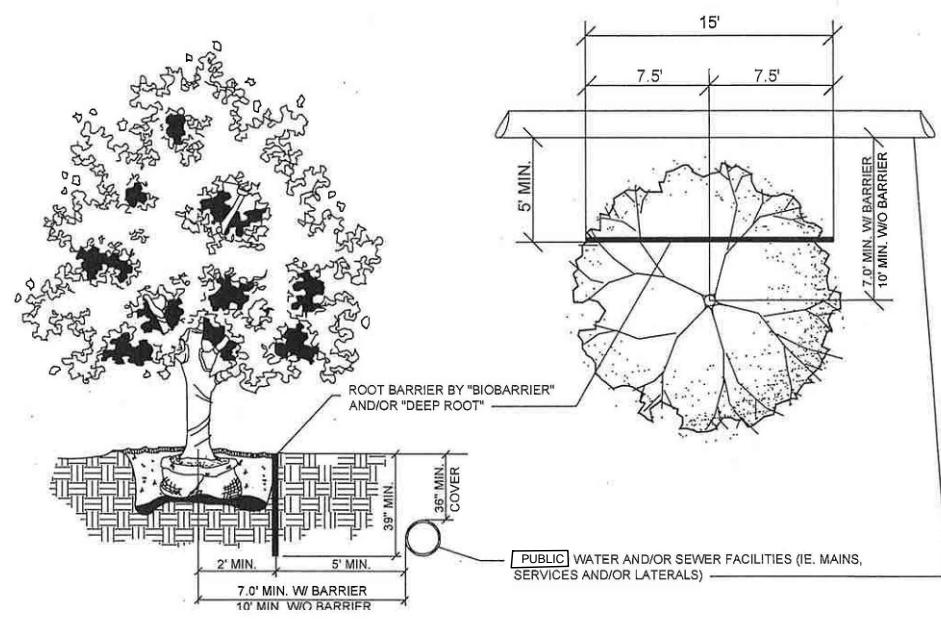 15'
7.5'
7.5'
5' MIN.
7.0' MIN. W/ BARRIER
10' MIN. W/O BARRIER
ROOT BARRIER BY "BIOBARRIER"
AND/OR "DEEP ROOT"
39" MIN.
36" MIN.
COVER
2' MIN.
5' MIN.
7.0' MIN. W/ BARRIER
10' MIN. W/O BARRIER
PUBLIC WATER AND/OR SEWER FACILITIES (IE. MAINS,
SERVICES AND/OR LATERALS)